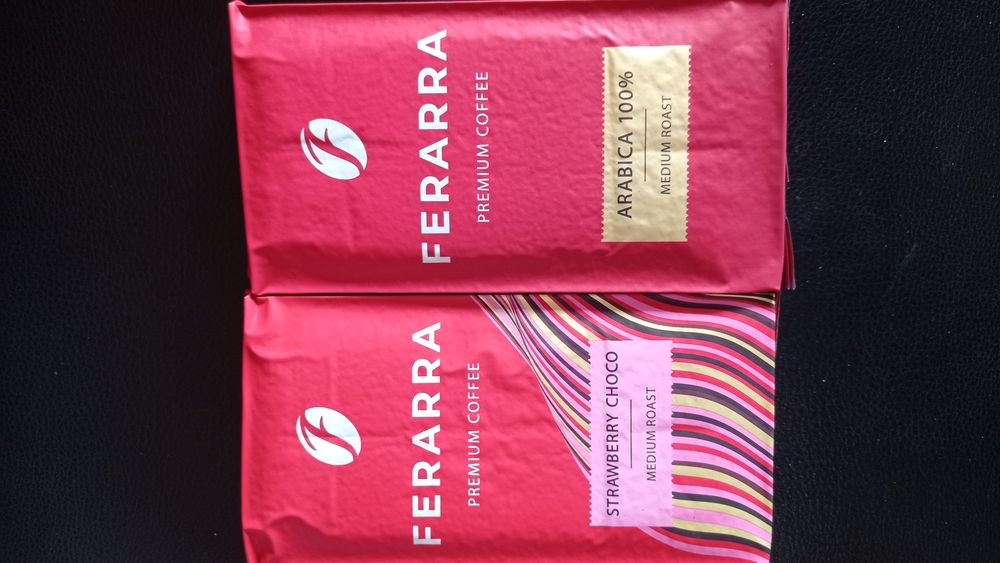 FERARRA
PREMIUM COFFEE
ARABICA 100%
MEDIUM ROAST
FERARRA
PREMIUM COFFEE
STRAWBERRY CHOCO
MEDIUM ROAST